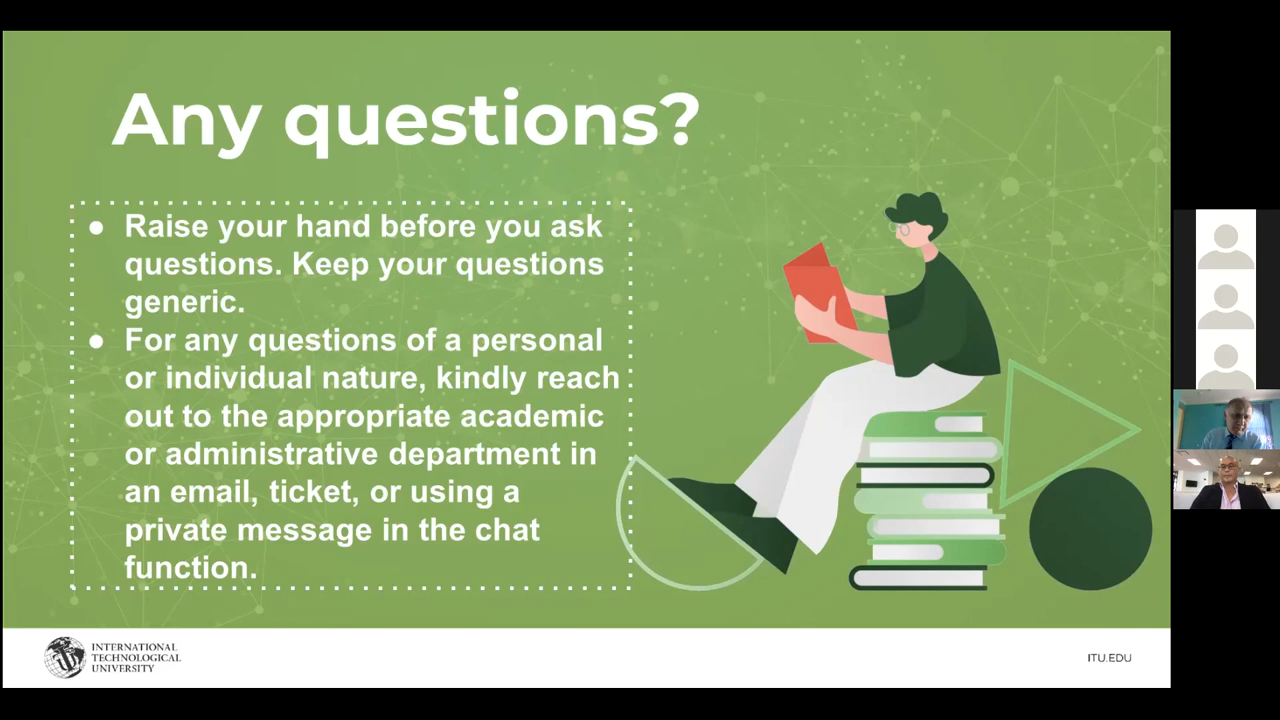 Any questions?
● Raise your hand before you ask
questions. Keep your questions
generic.
● For any questions of a personal
or individual nature, kindly reach
out to the appropriate academic
or administrative department in
an email, ticket, or using a
private message in the chat
function.
INTERNATIONAL
TECHNOLOGICAL
UNIVERSITY
ITU.EDU